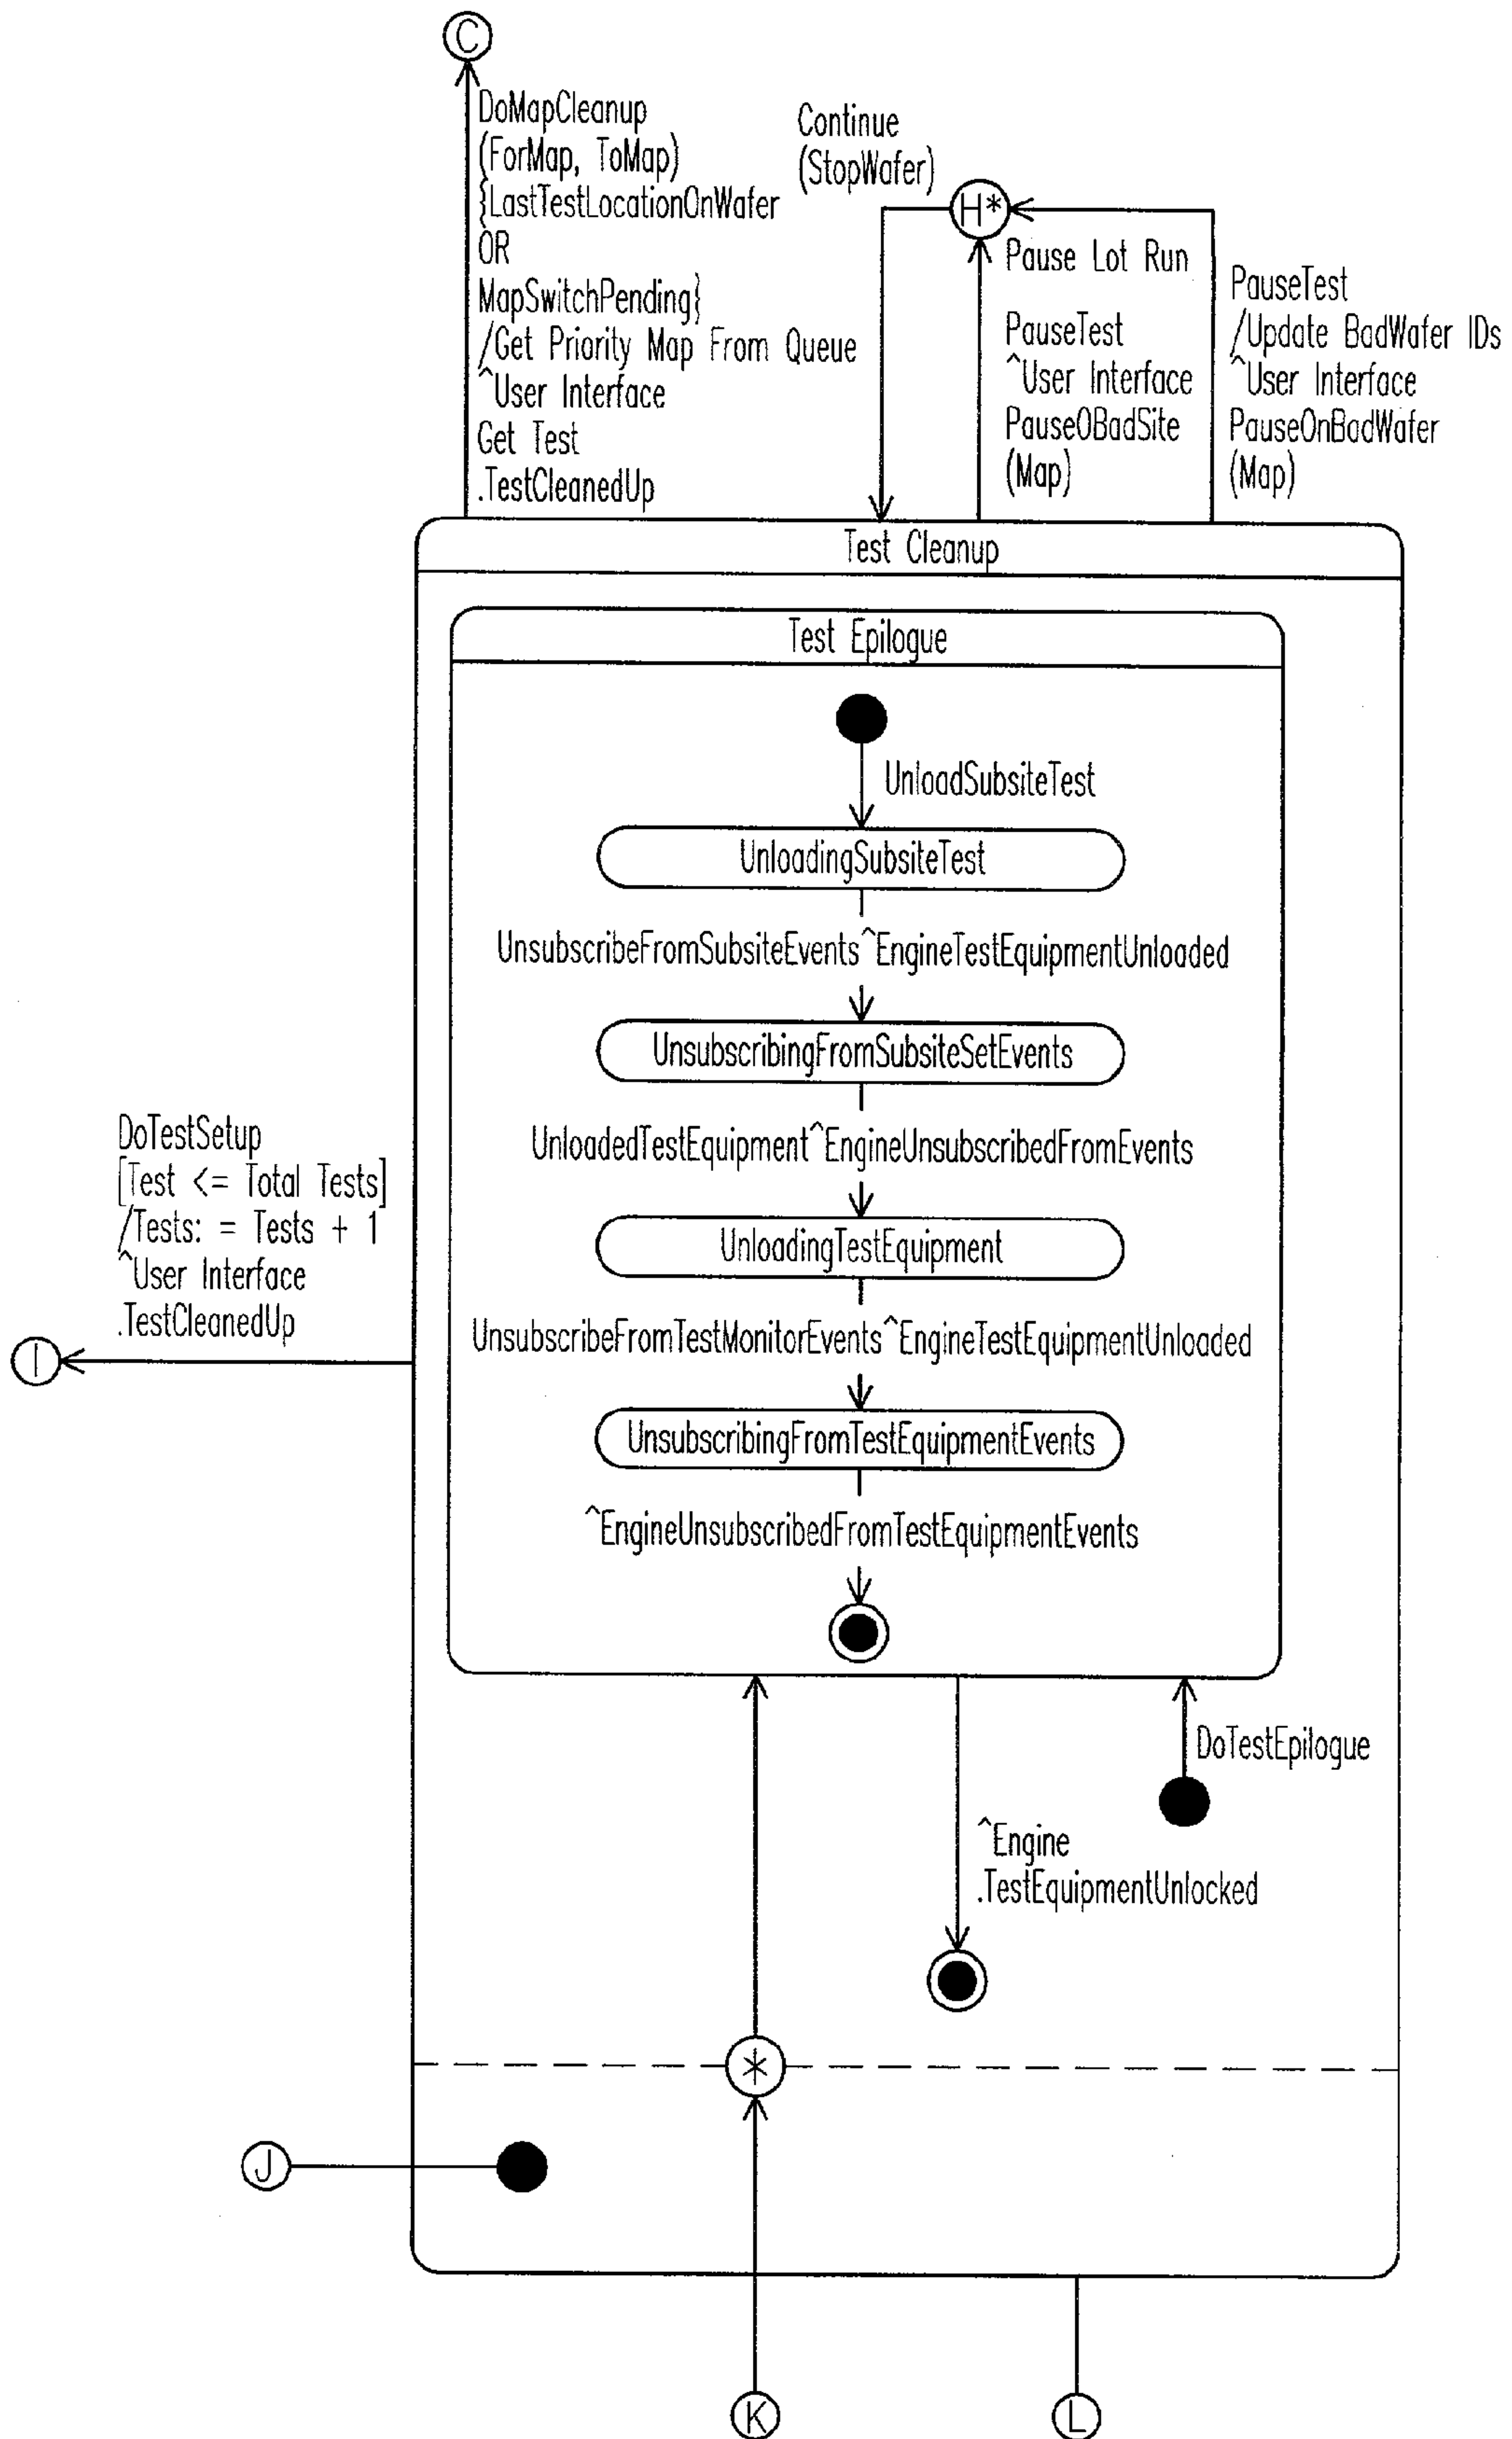 C
DoMapCleanup
(ForMap, ToMap)
{LastTestLocationOnWafer
OR
MapSwitchPending}
/Get Priority Map From Queue
^User Interface
Get Test
.TestCleanedUp
Continue
(StopWafer)
H*
Pause Lot Run
PauseTest
^User Interface
PauseOBadSite
(Map)
PauseTest
/Update BadWafer IDs
^User Interface
PauseOnBadWafer
(Map)
Test Cleanup
Test Epilogue
UnloadSubsiteTest
UnloadingSubsiteTest
UnsubscribeFromSubsiteEvents^EngineTestEquipmentUnloaded
UnsubscribingFromSubsiteSetEvents
UnloadedTestEquipment^EngineUnsubscribedFromEvents
UnloadingTestEquipment
UnsubscribeFromTestMonitorEvents^EngineTestEquipmentUnloaded
UnsubscribingFromTestEquipmentEvents
^EngineUnsubscribedFromTestEquipmentEvents
DoTestSetup
[Test <= Total Tests]
/Tests: = Tests + 1
^User Interface
.TestCleanedUp
I
DoTestEpilogue
^Engine
.TestEquipmentUnlocked
*
J
K
L